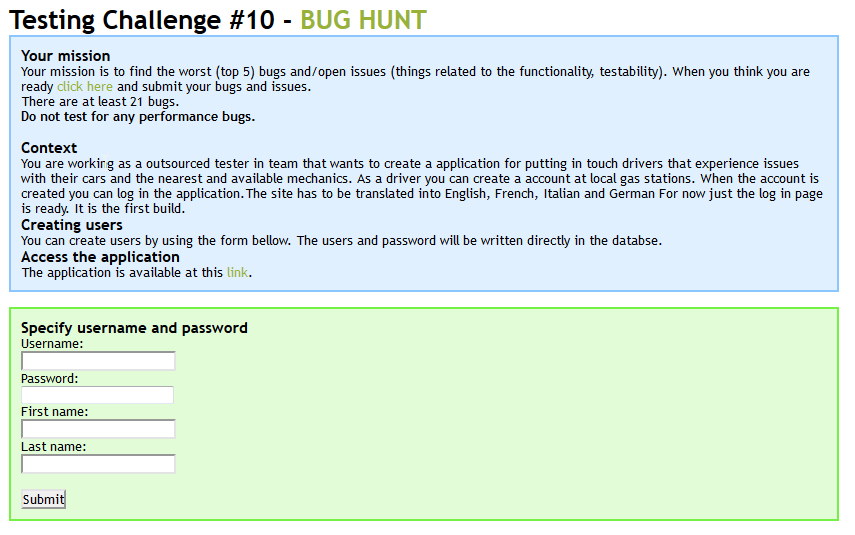 Testing Challenge #10 - BUG HUNT
Your mission
Your mission is to find the worst (top 5) bugs and/open issues (things related to the functionality, testability). When you think you are
ready click here and submit your bugs and issues.
There are at least 21 bugs.
Do not test for any performance bugs.
Context
You are working as a outsourced tester in team that wants to create a application for putting in touch drivers that experience issues
with their cars and the nearest and available mechanics. As a driver you can create a account at local gas stations. When the account is
created you can log in the application. The site has to be translated into English, French, Italian and German For now just the log in page
is ready. It is the first build.
Creating users
You can create users by using the form bellow. The users and password will be written directly in the databse.
Access the application
The application is available at this link.
Specify username and password
Username:
Password:
First name:
Last name:
Submit